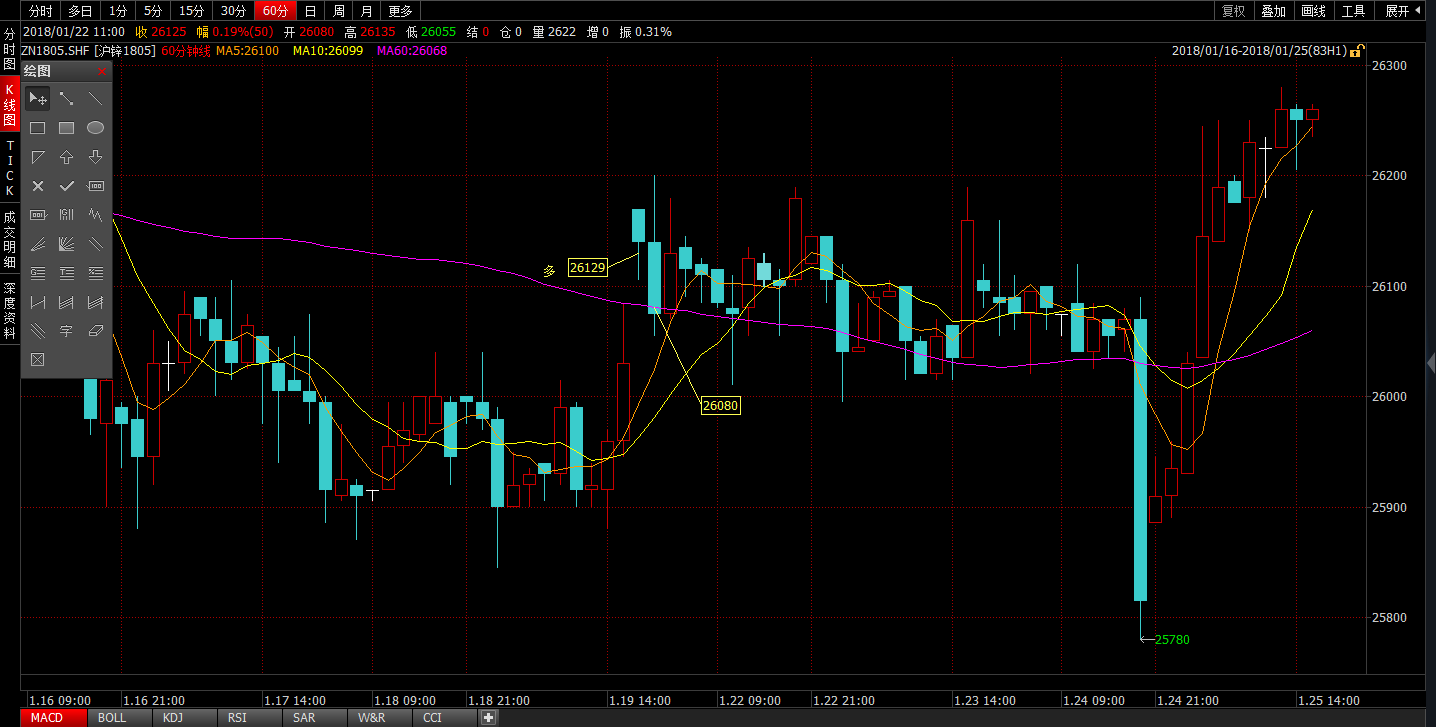 分时 多日 1分 5分 15分 30分 60分 日 周 月 更多 复权 叠加 画线 工具 展开
2018/01/22 11:00 收 26125 幅 0.19%(50) 开 26080 高 26135 低 26055 结 0 仓 0 量 2622 增 0 振 0.31%
ZN1805.SHF [沪锌1805] 60分钟线 MA5:26100 MA10:26099 MA60:26068 2018/01/16-2018/01/25(83H1)
分时图
K线图
TICK
成交明细
深度资料
绘图
字
26300
26200
26100
26000
25900
25800
多 26129
26080
25780
1.16 09:00 1.16 21:00 1.17 14:00 1.18 09:00 1.18 21:00 1.19 14:00 1.22 09:00 1.22 21:00 1.23 14:00 1.24 09:00 1.24 21:00 1.25 14:00
MACD BOLL KDJ RSI SAR W&R CCI